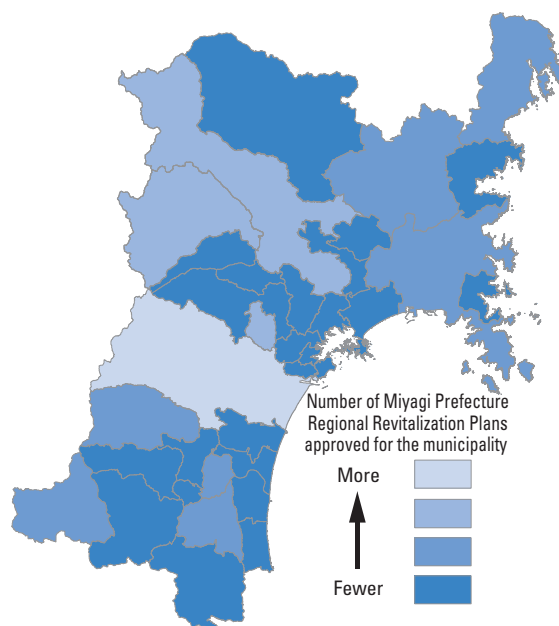 Number of Miyagi Prefecture
Regional Revitalization Plans
approved for the municipality
More
Fewer